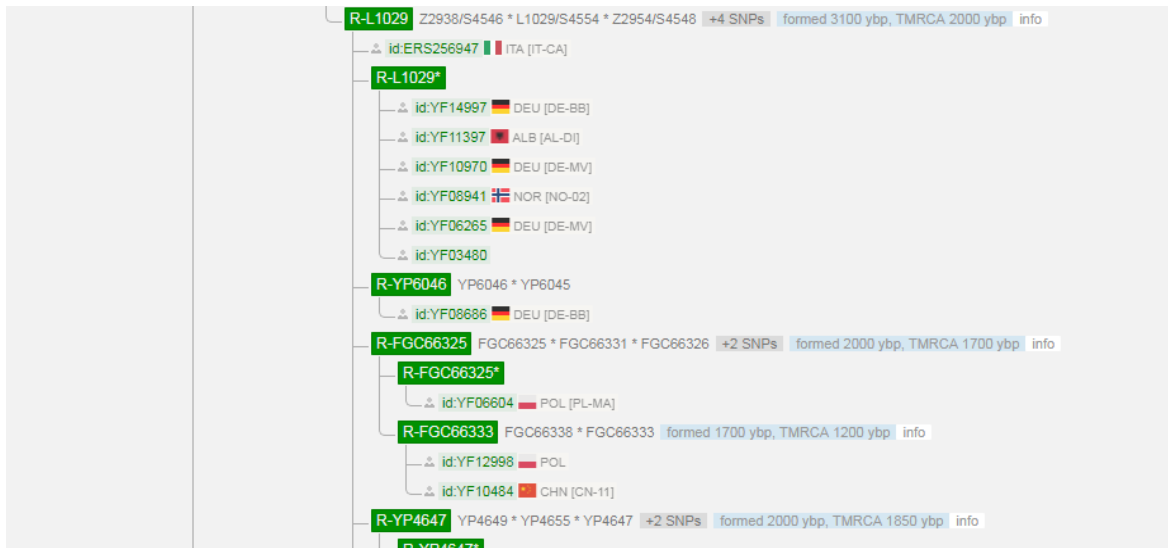 R-L1029 Z2938/S4546 * L1029/S4554 * Z2954/S4548 +4 SNPs formed 3100 ybp, TMRCA 2000 ybp info
id:ERS256947 ITA [IT-CA]
R-L1029*
id:YF14997 DEU [DE-BB]
id:YF11397 ALB [AL-DI]
id:YF10970 DEU [DE-MV]
id:YF08941 NOR [NO-02]
id:YF06265 DEU [DE-MV]
id:YF03480
R-YP6046 YP6046 * YP6045
id:YF08686 DEU [DE-BB]
R-FGC66325 FGC66325 * FGC66331 * FGC66326 +2 SNPs formed 2000 ybp, TMRCA 1700 ybp info
R-FGC66325*
id:YF06604 POL [PL-MA]
R-FGC66333 FGC66338 * FGC66333 formed 1700 ybp, TMRCA 1200 ybp info
id:YF12998 POL
id:YF10484 CHN [CN-11]
R-YP4647 YP4649 * YP4655 * YP4647 +2 SNPs formed 2000 ybp, TMRCA 1850 ybp info
R-YP4647*